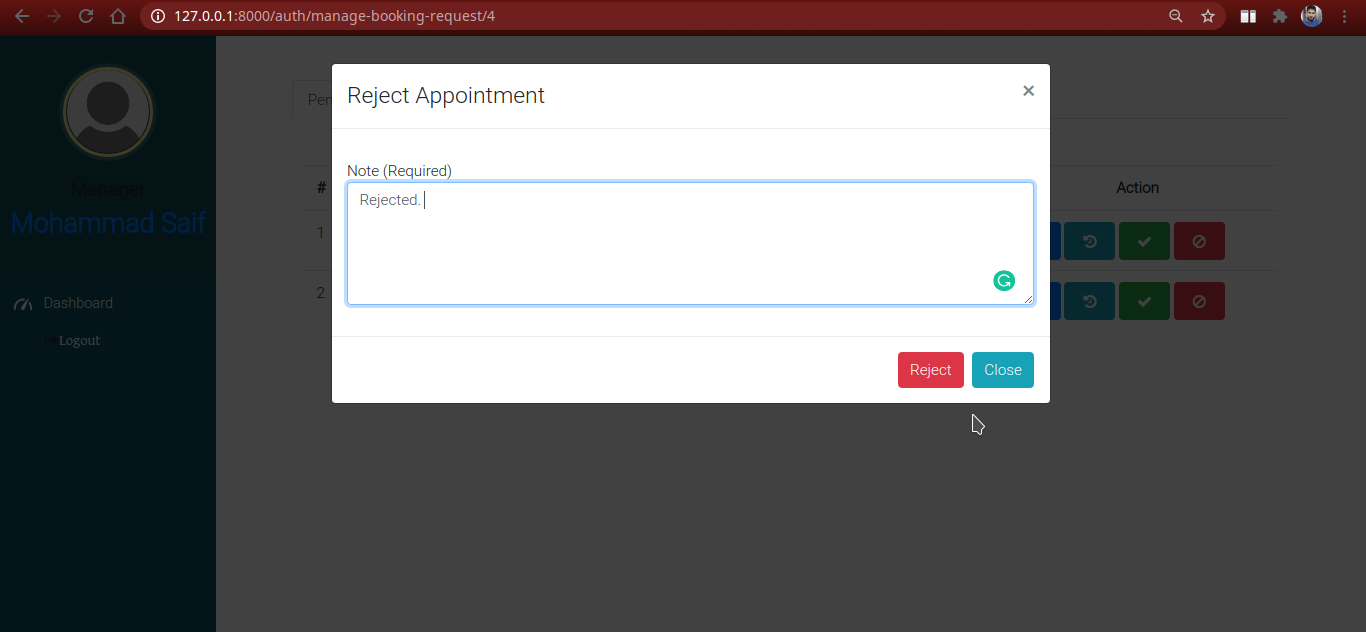 127.0.0.1:8000/auth/manage-booking-request/4
Manager
Mohammad Saif
Dashboard
Logout
Reject Appointment
×
Note (Required)
Rejected.
Reject
Close
#
Action
1
2